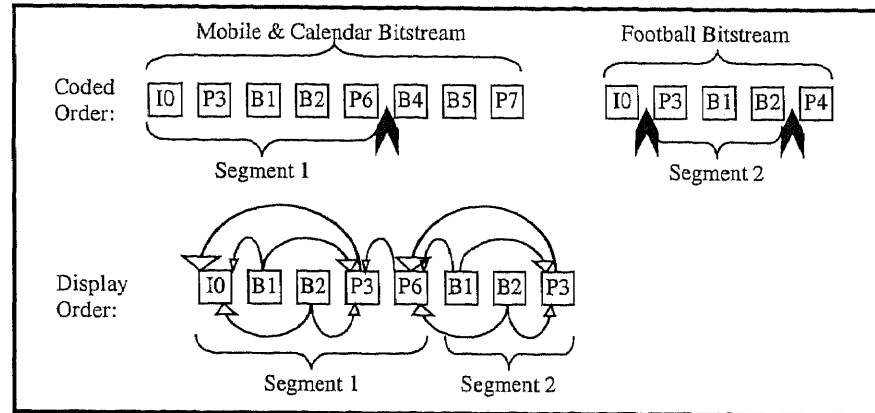 Mobile & Calendar Bitstream
Football Bitstream
Coded Order:
I0 P3 B1 B2 P6 B4 B5 P7
I0 P3 B1 B2 P4
Segment 1
Segment 2
Display Order:
I0 B1 B2 P3 P6 B1 B2 P3
Segment 1
Segment 2